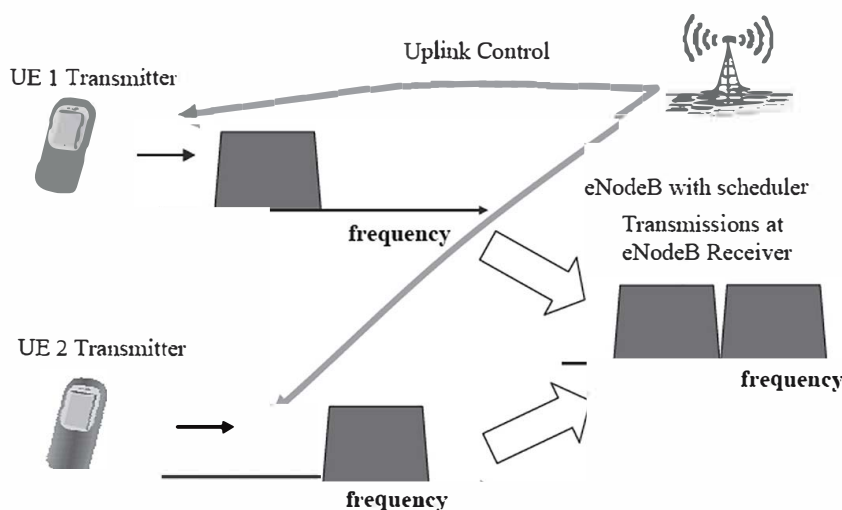 Uplink Control
UE 1 Transmitter
eNodeB with scheduler
frequency
Transmissions at
eNodeB Receiver
UE 2 Transmitter
frequency
frequency